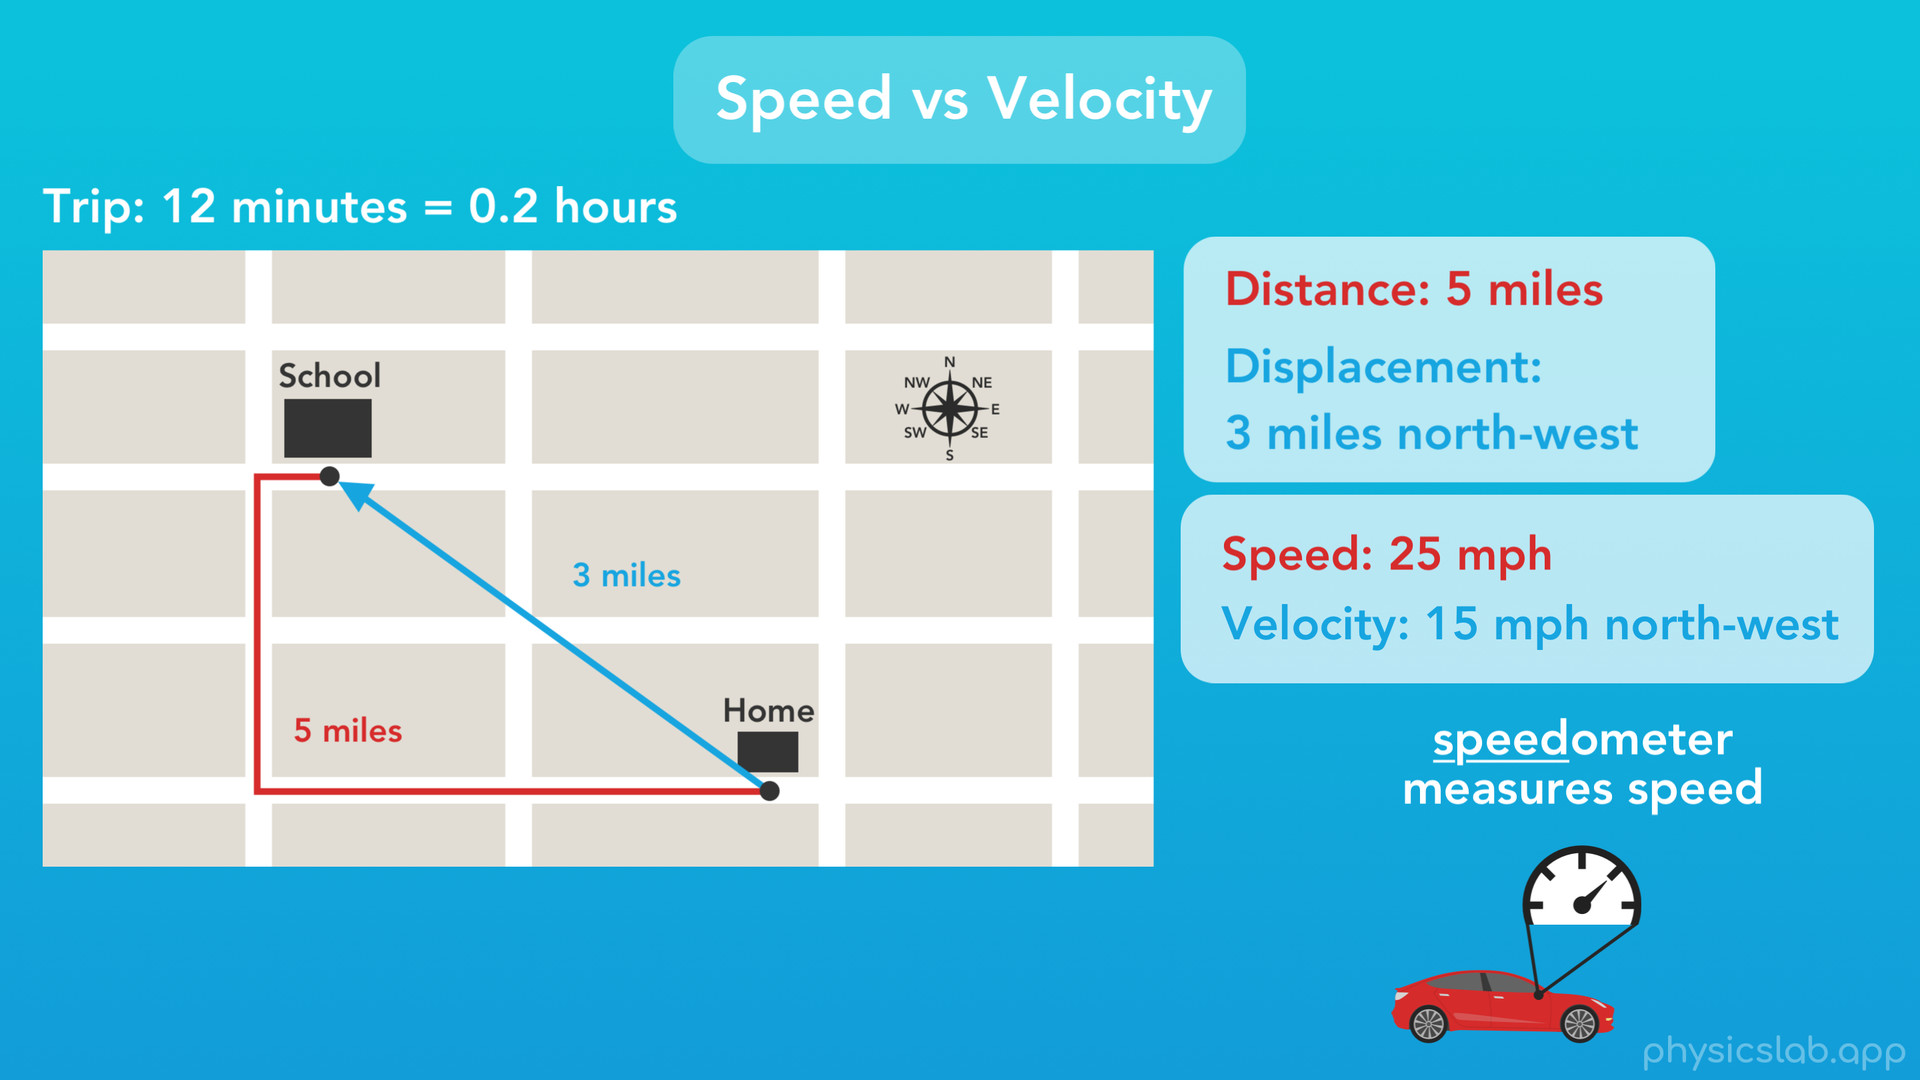 Speed vs Velocity
Trip: 12 minutes = 0.2 hours
School
N
NW NE
W E
SW SE
S
3 miles
5 miles
Home
Distance: 5 miles
Displacement:
3 miles north-west
Speed: 25 mph
Velocity: 15 mph north-west
speedometer
measures speed
physicslab.app